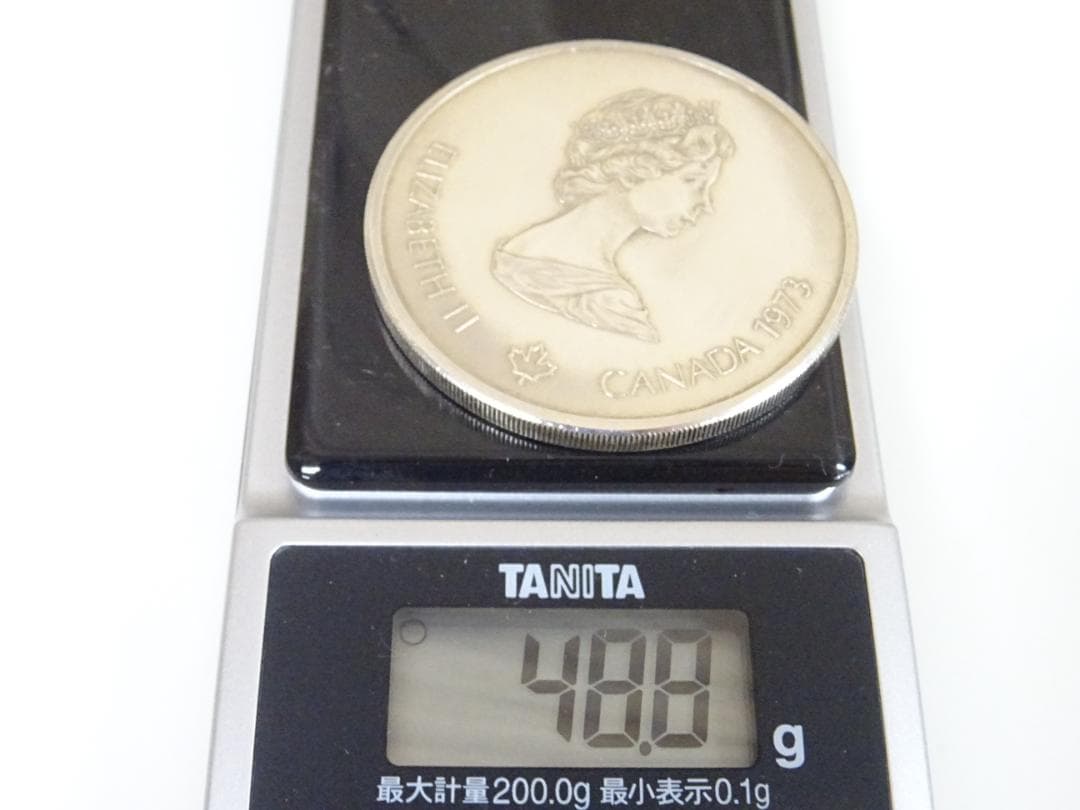 ELIZABETH II
CANADA 1973
TANITA
48.8
g
最大計量200.0g 最小表示0.1g